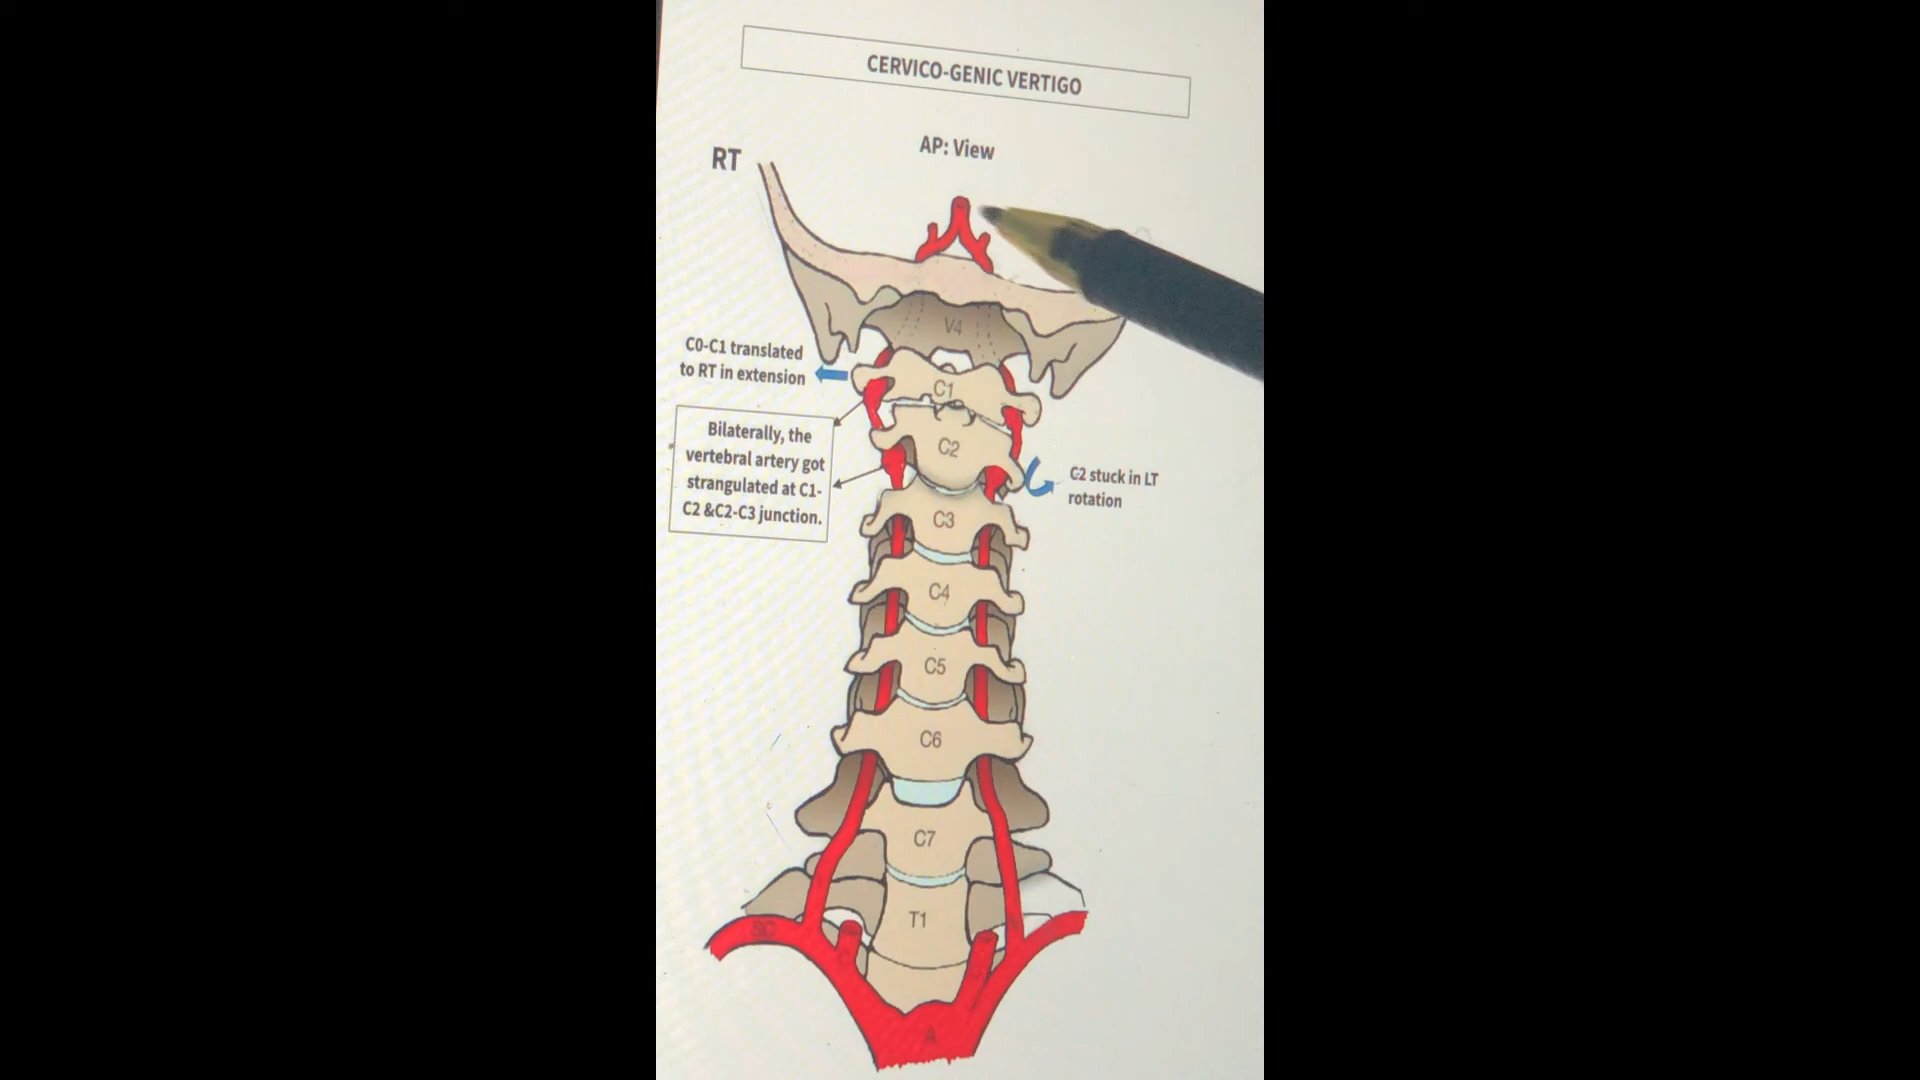 CERVICO-GENIC VERTIGO
AP: View
RT
V4
C0-C1 translated
to RT in extension
C1
Bilaterally, the
vertebral artery got
strangulated at C1-
C2 &C2-C3 junction.
C2
C2 stuck in LT
rotation
C3
C4
C5
C6
C7
T1
SC
C
A